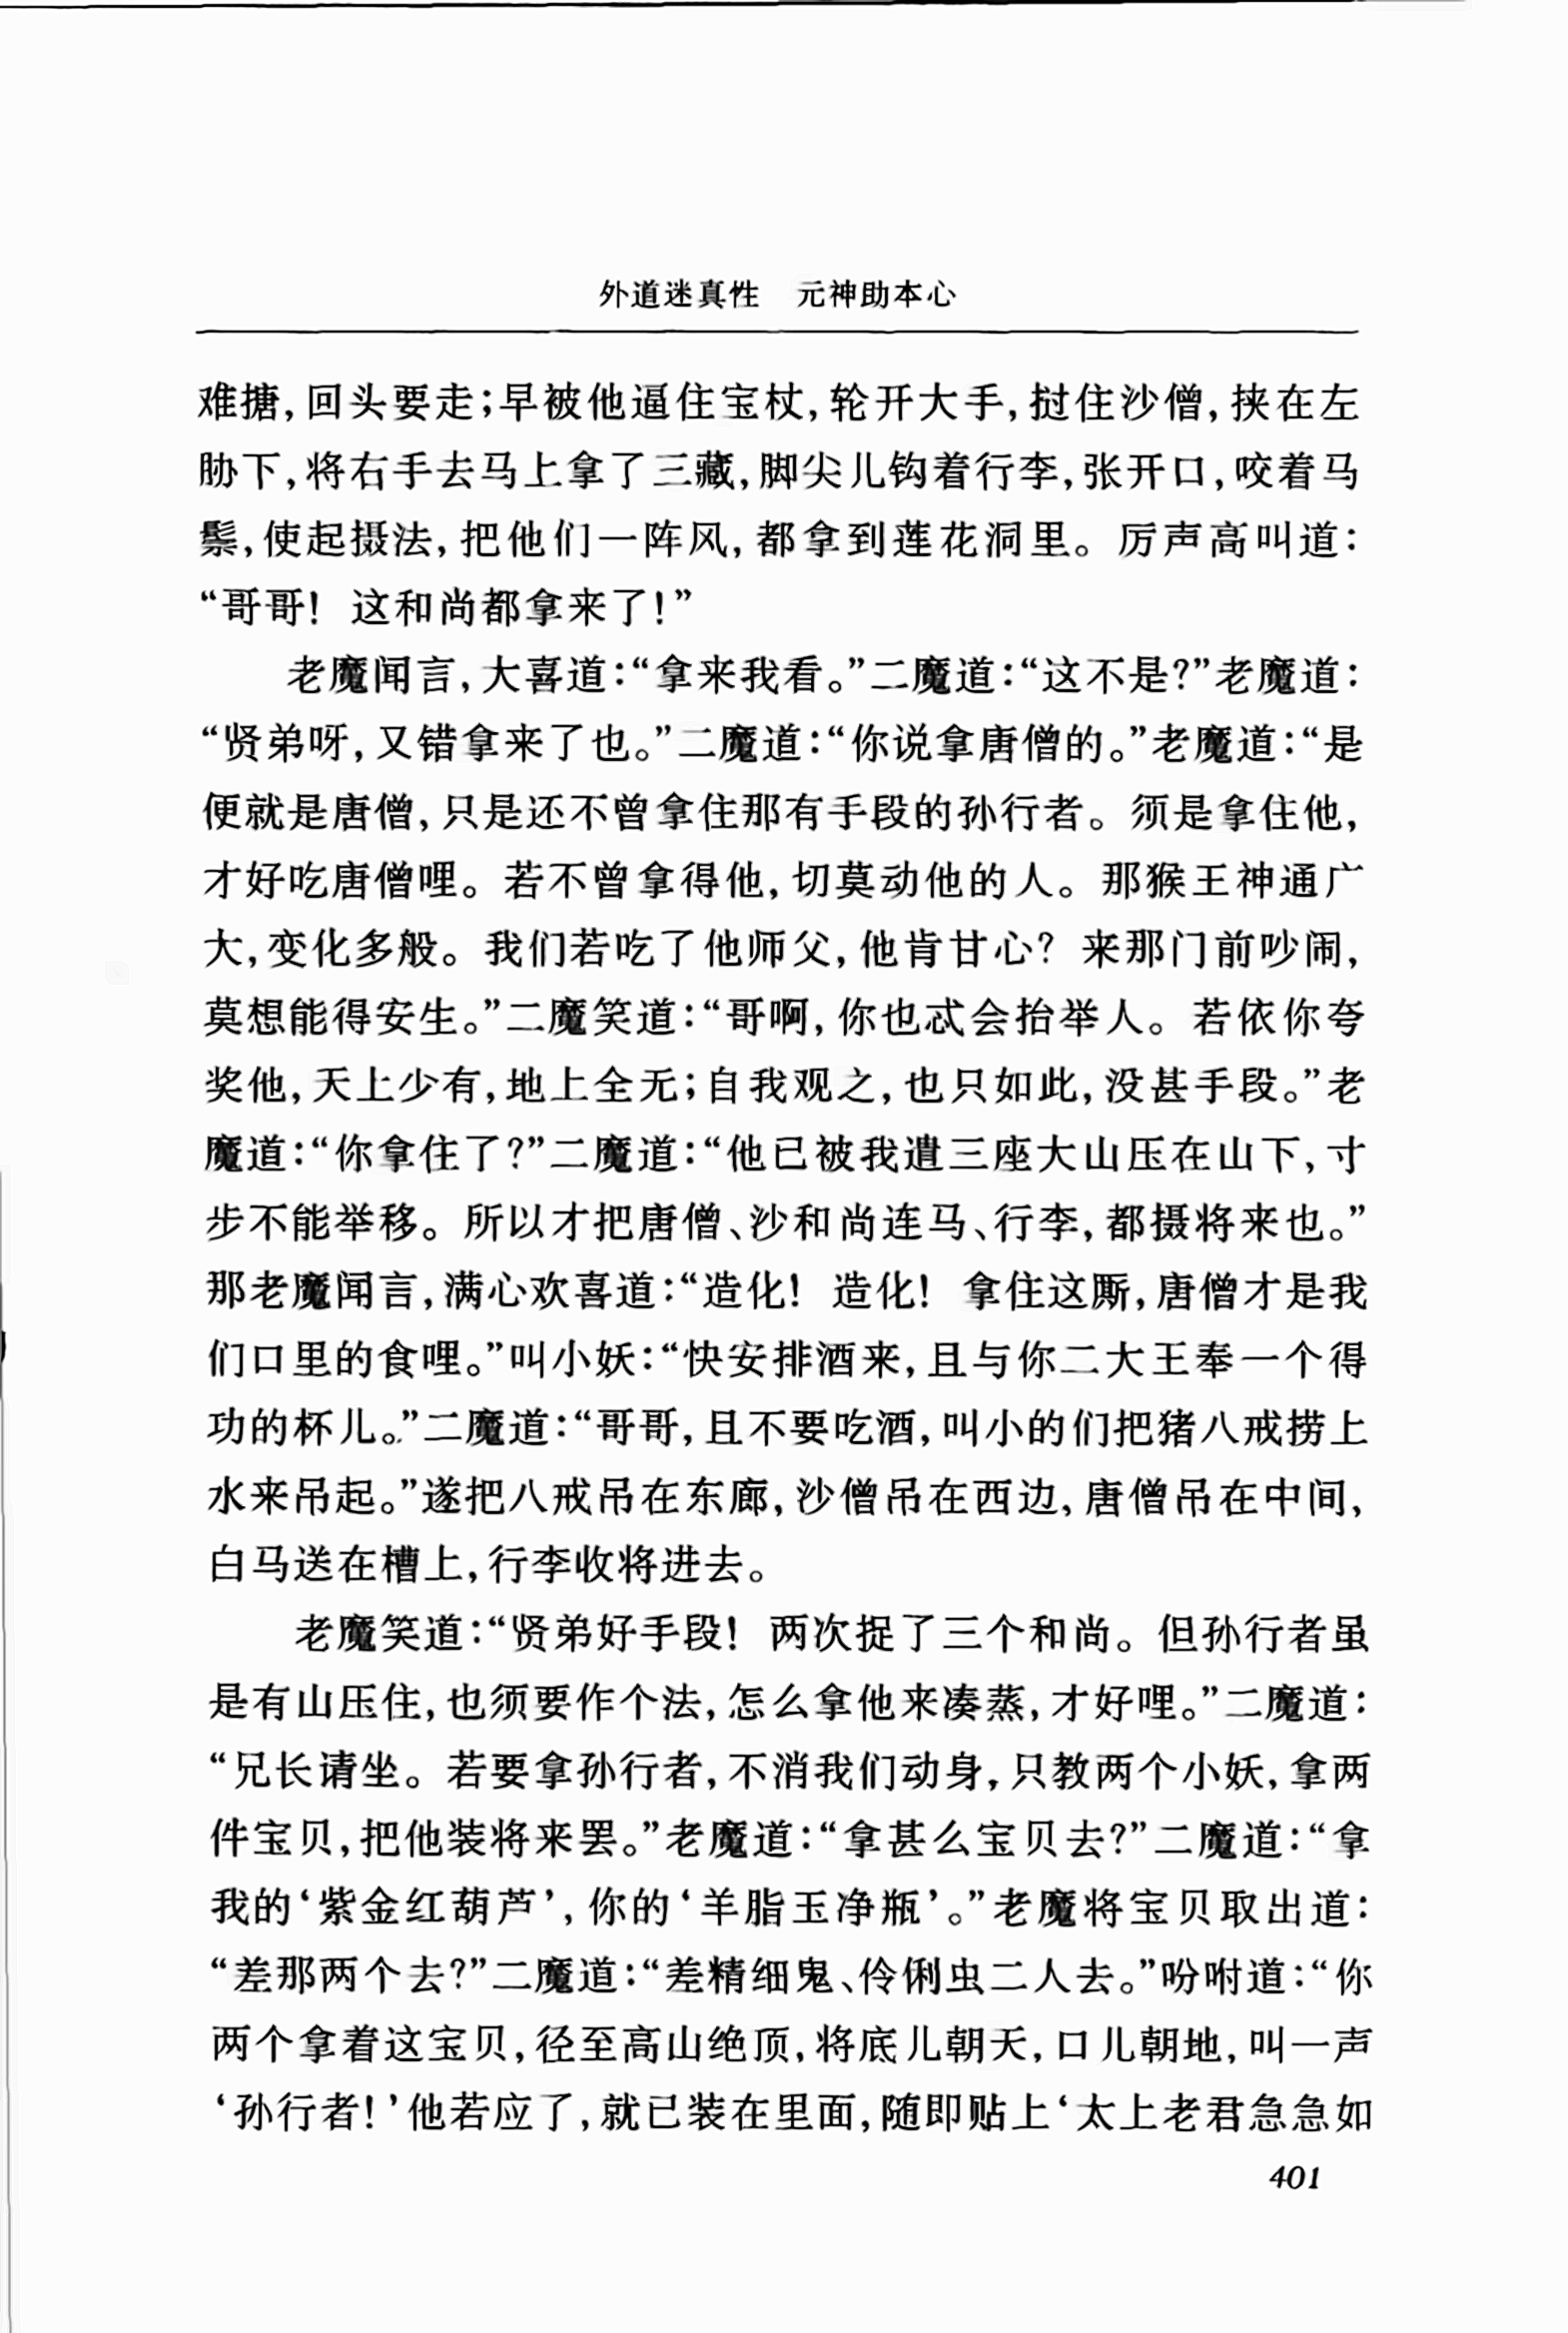 外道迷真性　元神助本心
难搪,回头要走;早被他逼住宝杖,轮开大手,挝住沙僧,挟在左
胁下,将右手去马上拿了三藏,脚尖儿钩着行李,张开口,咬着马
鬃,使起摄法,把他们一阵风,都拿到莲花洞里。厉声高叫道:
“哥哥!这和尚都拿来了!”
老魔闻言,大喜道:“拿来我看。”二魔道:“这不是?”老魔道:
“贤弟呀,又错拿来了也。”二魔道:“你说拿唐僧的。”老魔道:“是
便就是唐僧,只是还不曾拿住那有手段的孙行者。须是拿住他,
才好吃唐僧哩。若不曾拿得他,切莫动他的人。那猴王神通广
大,变化多般。我们若吃了他师父,他肯甘心?来那门前吵闹,
莫想能得安生。”二魔笑道:“哥啊,你也忒会抬举人。若依你夸
奖他,天上少有,地上全无;自我观之,也只如此,没甚手段。”老
魔道:“你拿住了?”二魔道:“他已被我遣三座大山压在山下,寸
步不能举移。所以才把唐僧、沙和尚连马、行李,都摄将来也。”
那老魔闻言,满心欢喜道:“造化!造化!拿住这厮,唐僧才是我
们口里的食哩。”叫小妖:“快安排酒来,且与你二大王奉一个得
功的杯儿。”二魔道:“哥哥,且不要吃酒,叫小的们把猪八戒捞上
水来吊起。”遂把八戒吊在东廊,沙僧吊在西边,唐僧吊在中间,
白马送在槽上,行李收将进去。
老魔笑道:“贤弟好手段!两次捉了三个和尚。但孙行者虽
是有山压住,也须要作个法,怎么拿他来凑蒸,才好哩。”二魔道:
“兄长请坐。若要拿孙行者,不消我们动身,只教两个小妖,拿两
件宝贝,把他装将来罢。”老魔道:“拿甚么宝贝去?”二魔道:“拿
我的‘紫金红葫芦’,你的‘羊脂玉净瓶’。”老魔将宝贝取出道:
“差那两个去?”二魔道:“差精细鬼、伶俐虫二人去。”吩咐道:“你
两个拿着这宝贝,径至高山绝顶,将底儿朝天,口儿朝地,叫一声
‘孙行者!’他若应了,就已装在里面,随即贴上‘太上老君急急如
401